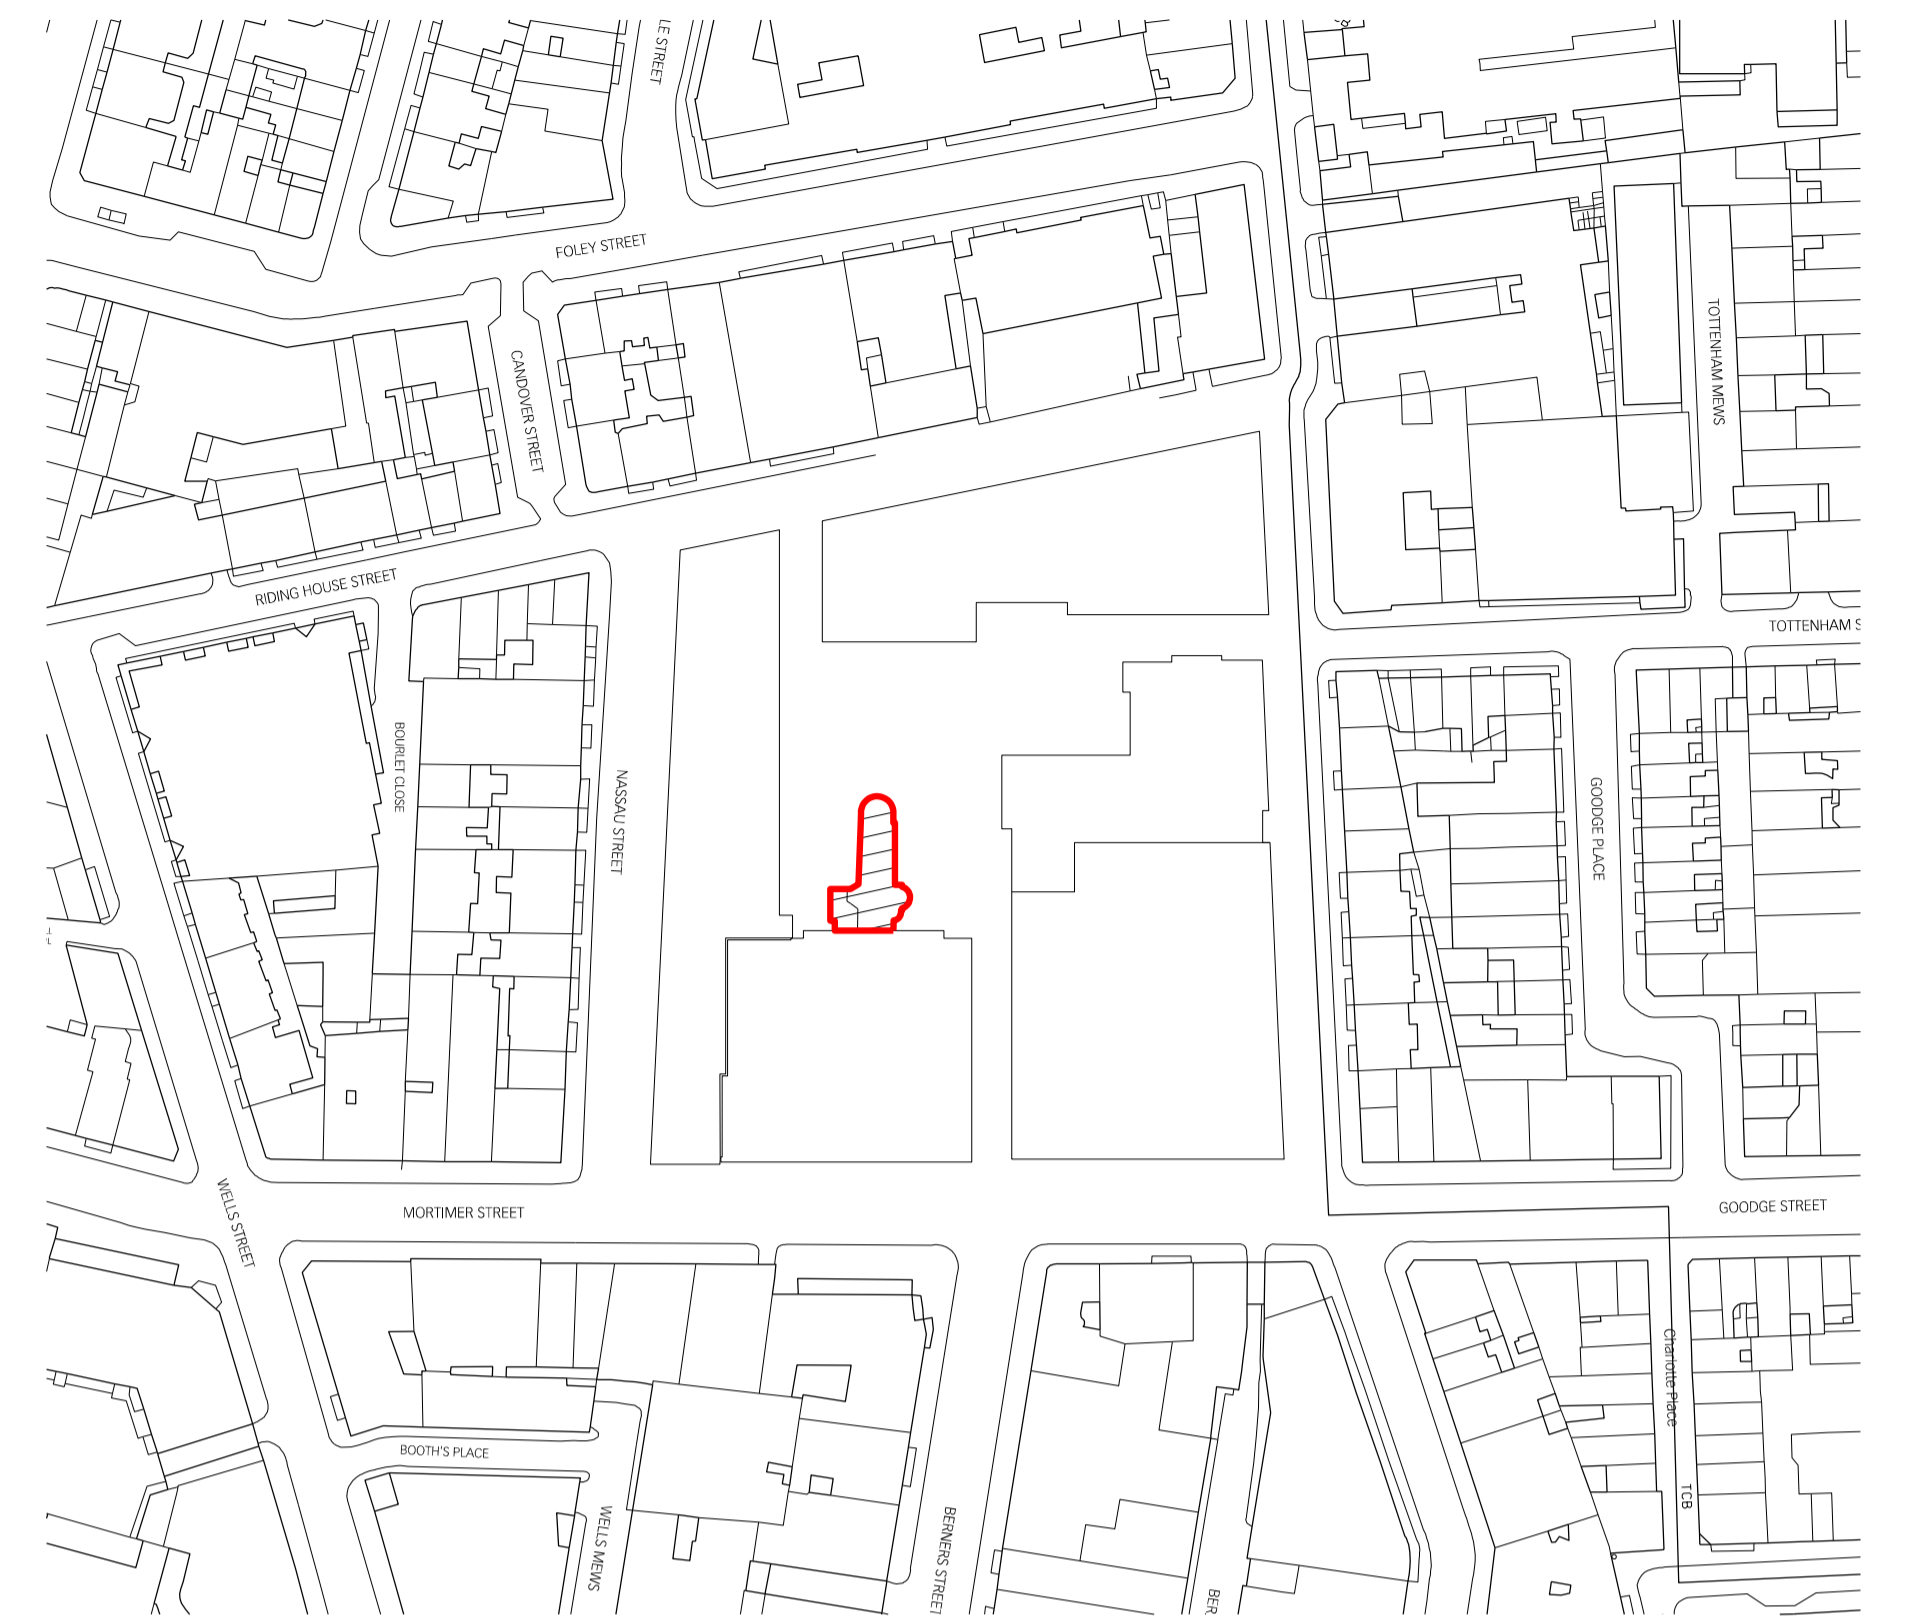 LE STREET
FOLEY STREET
CANDOVER STREET
TOTTENHAM MEWS
RIDING HOUSE STREET
TOTTENHAM S
BOURLET CLOSE
NASSAU STREET
GOODGE PLACE
WELLS STREET
MORTIMER STREET
GOODGE STREET
Charlotte Place
BOOTH'S PLACE
TCB
WELLS MEWS
BERNERS STREET
BER